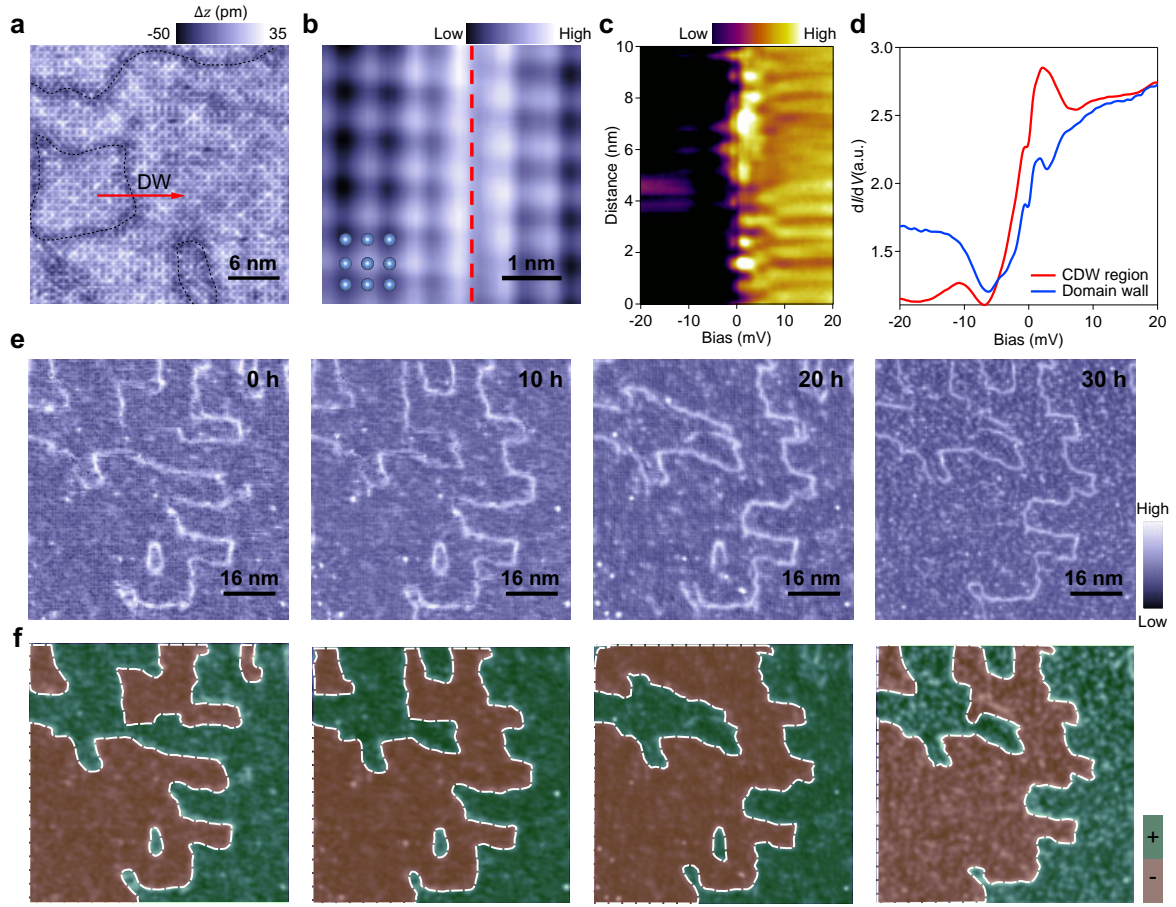 a
Δz (pm)
-50
35
DW
6 nm
b
Low
High
1 nm
c
Low
High
Distance (nm)
10
8
6
4
2
0
-20
-10
0
10
20
Bias (mV)
d
dI/dV(a.u.)
3.0
2.5
2.0
1.5
CDW region
Domain wall
-20
-10
0
10
20
Bias (mV)
e
0 h
16 nm
10 h
16 nm
20 h
16 nm
30 h
16 nm
High
Low
f
+
-